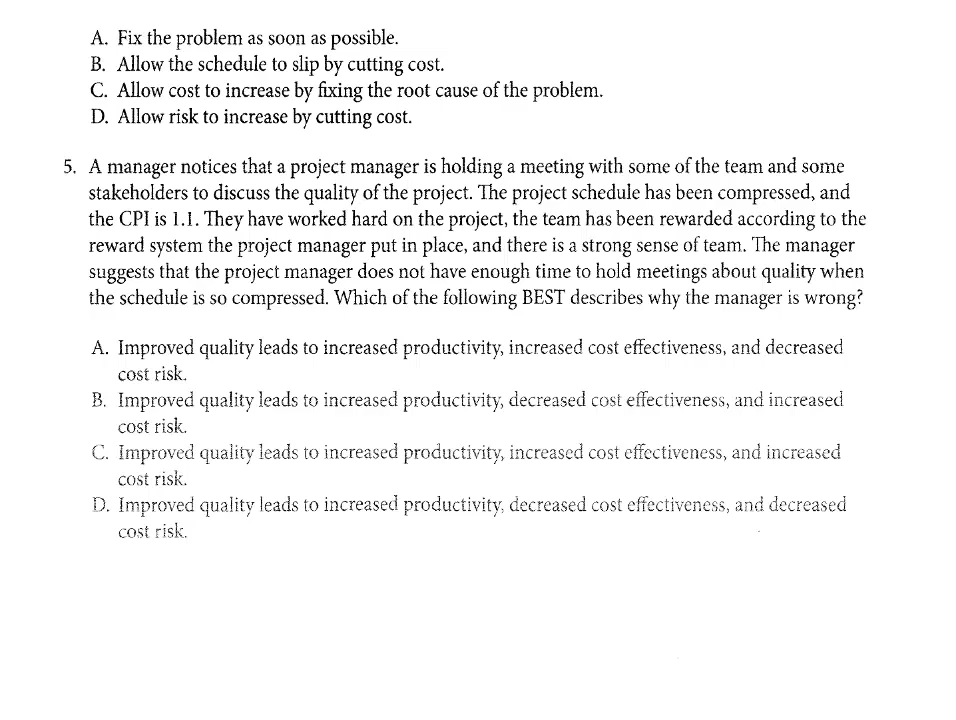 A. Fix the problem as soon as possible.
B. Allow the schedule to slip by cutting cost.
C. Allow cost to increase by fixing the root cause of the problem.
D. Allow risk to increase by cutting cost.
5. A manager notices that a project manager is holding a meeting with some of the team and some
stakeholders to discuss the quality of the project. The project schedule has been compressed, and
the CPI is 1.1. They have worked hard on the project, the team has been rewarded according to the
reward system the project manager put in place, and there is a strong sense of team. The manager
suggests that the project manager does not have enough time to hold meetings about quality when
the schedule is so compressed. Which of the following BEST describes why the manager is wrong?
A. Improved quality leads to increased productivity, increased cost effectiveness, and decreased
cost risk.
B. Improved quality leads to increased productivity, decreased cost effectiveness, and increased
cost risk.
C. Improved quality leads to increased productivity, increased cost effectiveness, and increased
cost risk.
D. Improved quality leads to increased productivity, decreased cost effectiveness, and decreased
cost risk.